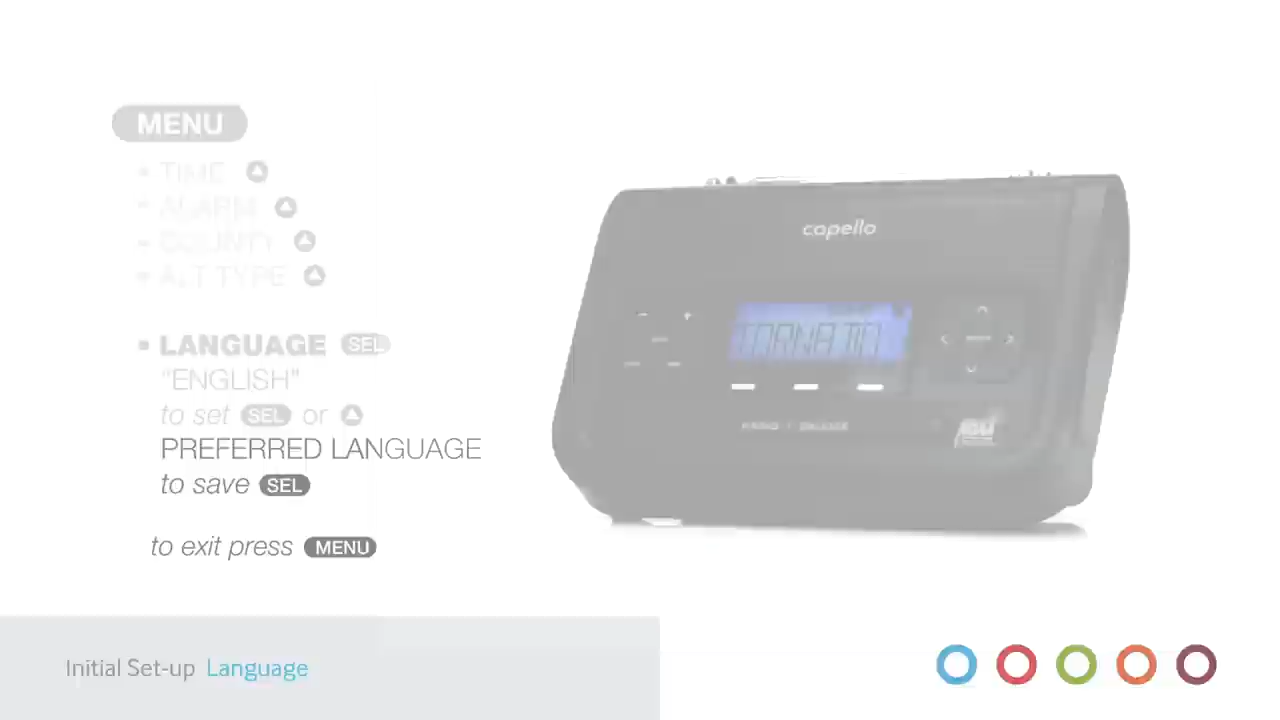 MENU
TIME
ALARM
COUNTY
ALT TYPE
LANGUAGE SEL
“ENGLISH”
to set SEL or
PREFERRED LANGUAGE
to save SEL
to exit press MENU
capello
Initial Set-up Language